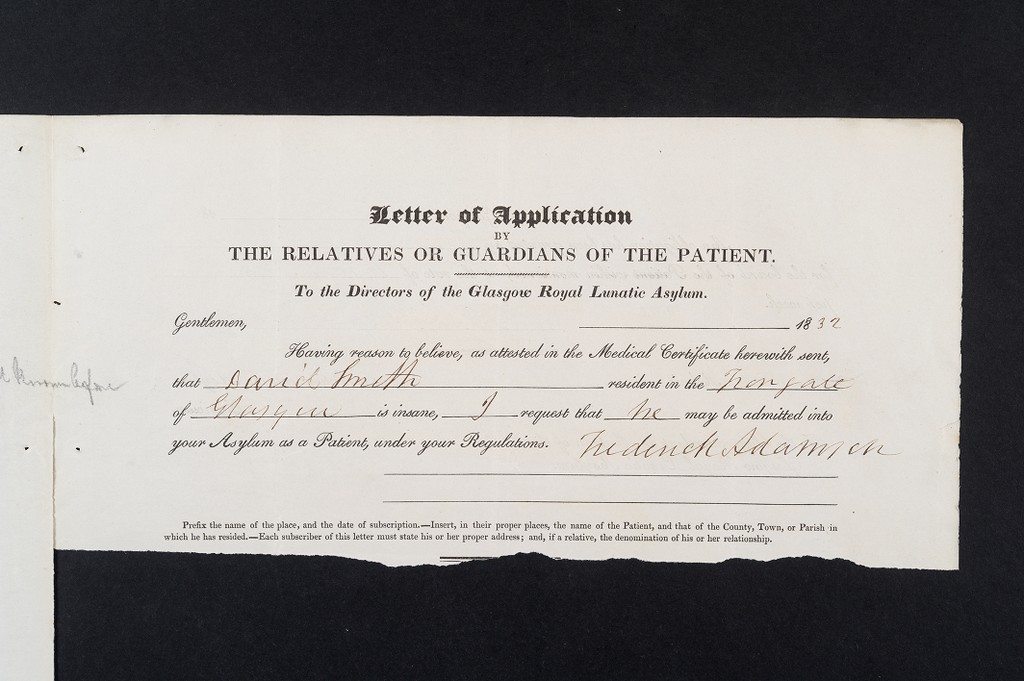 Letter of Application
BY
THE RELATIVES OR GUARDIANS OF THE PATIENT.
To the Directors of the Glasgow Royal Lunatic Asylum.
Gentlemen, 1832
Having reason to believe, as attested in the Medical Certificate herewith sent,
that David Smith resident in the Trongate
of Glasgow is insane, I request that he may be admitted into
your Asylum as a Patient, under your Regulations. Frederick Adamson
Prefix the name of the place, and the date of subscription.—Insert, in their proper places, the name of the Patient, and that of the County, Town, or Parish in
which he has resided.—Each subscriber of this letter must state his or her proper address; and, if a relative, the denomination of his or her relationship.
known before